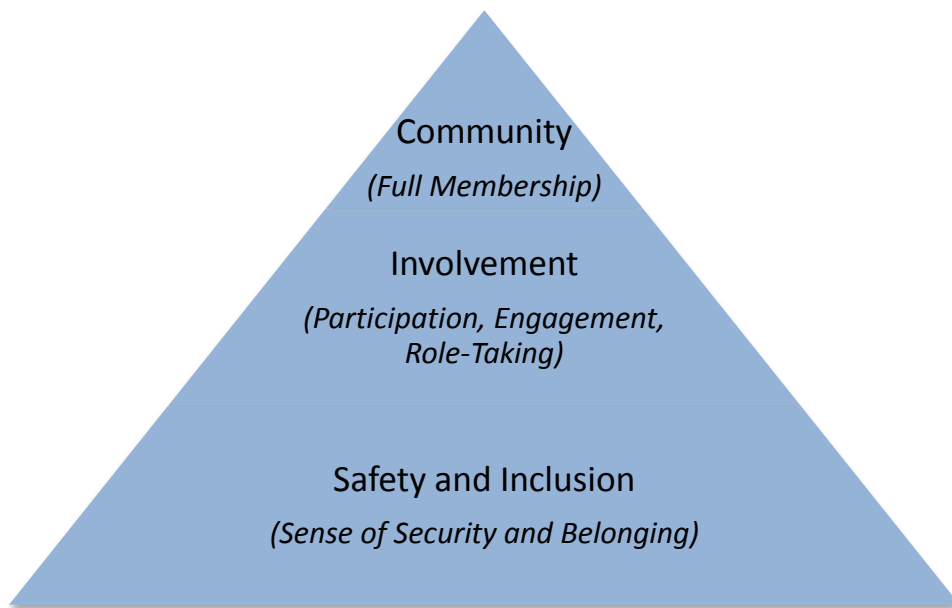 Community
(Full Membership)
Involvement
(Participation, Engagement,
Role-Taking)
Safety and Inclusion
(Sense of Security and Belonging)